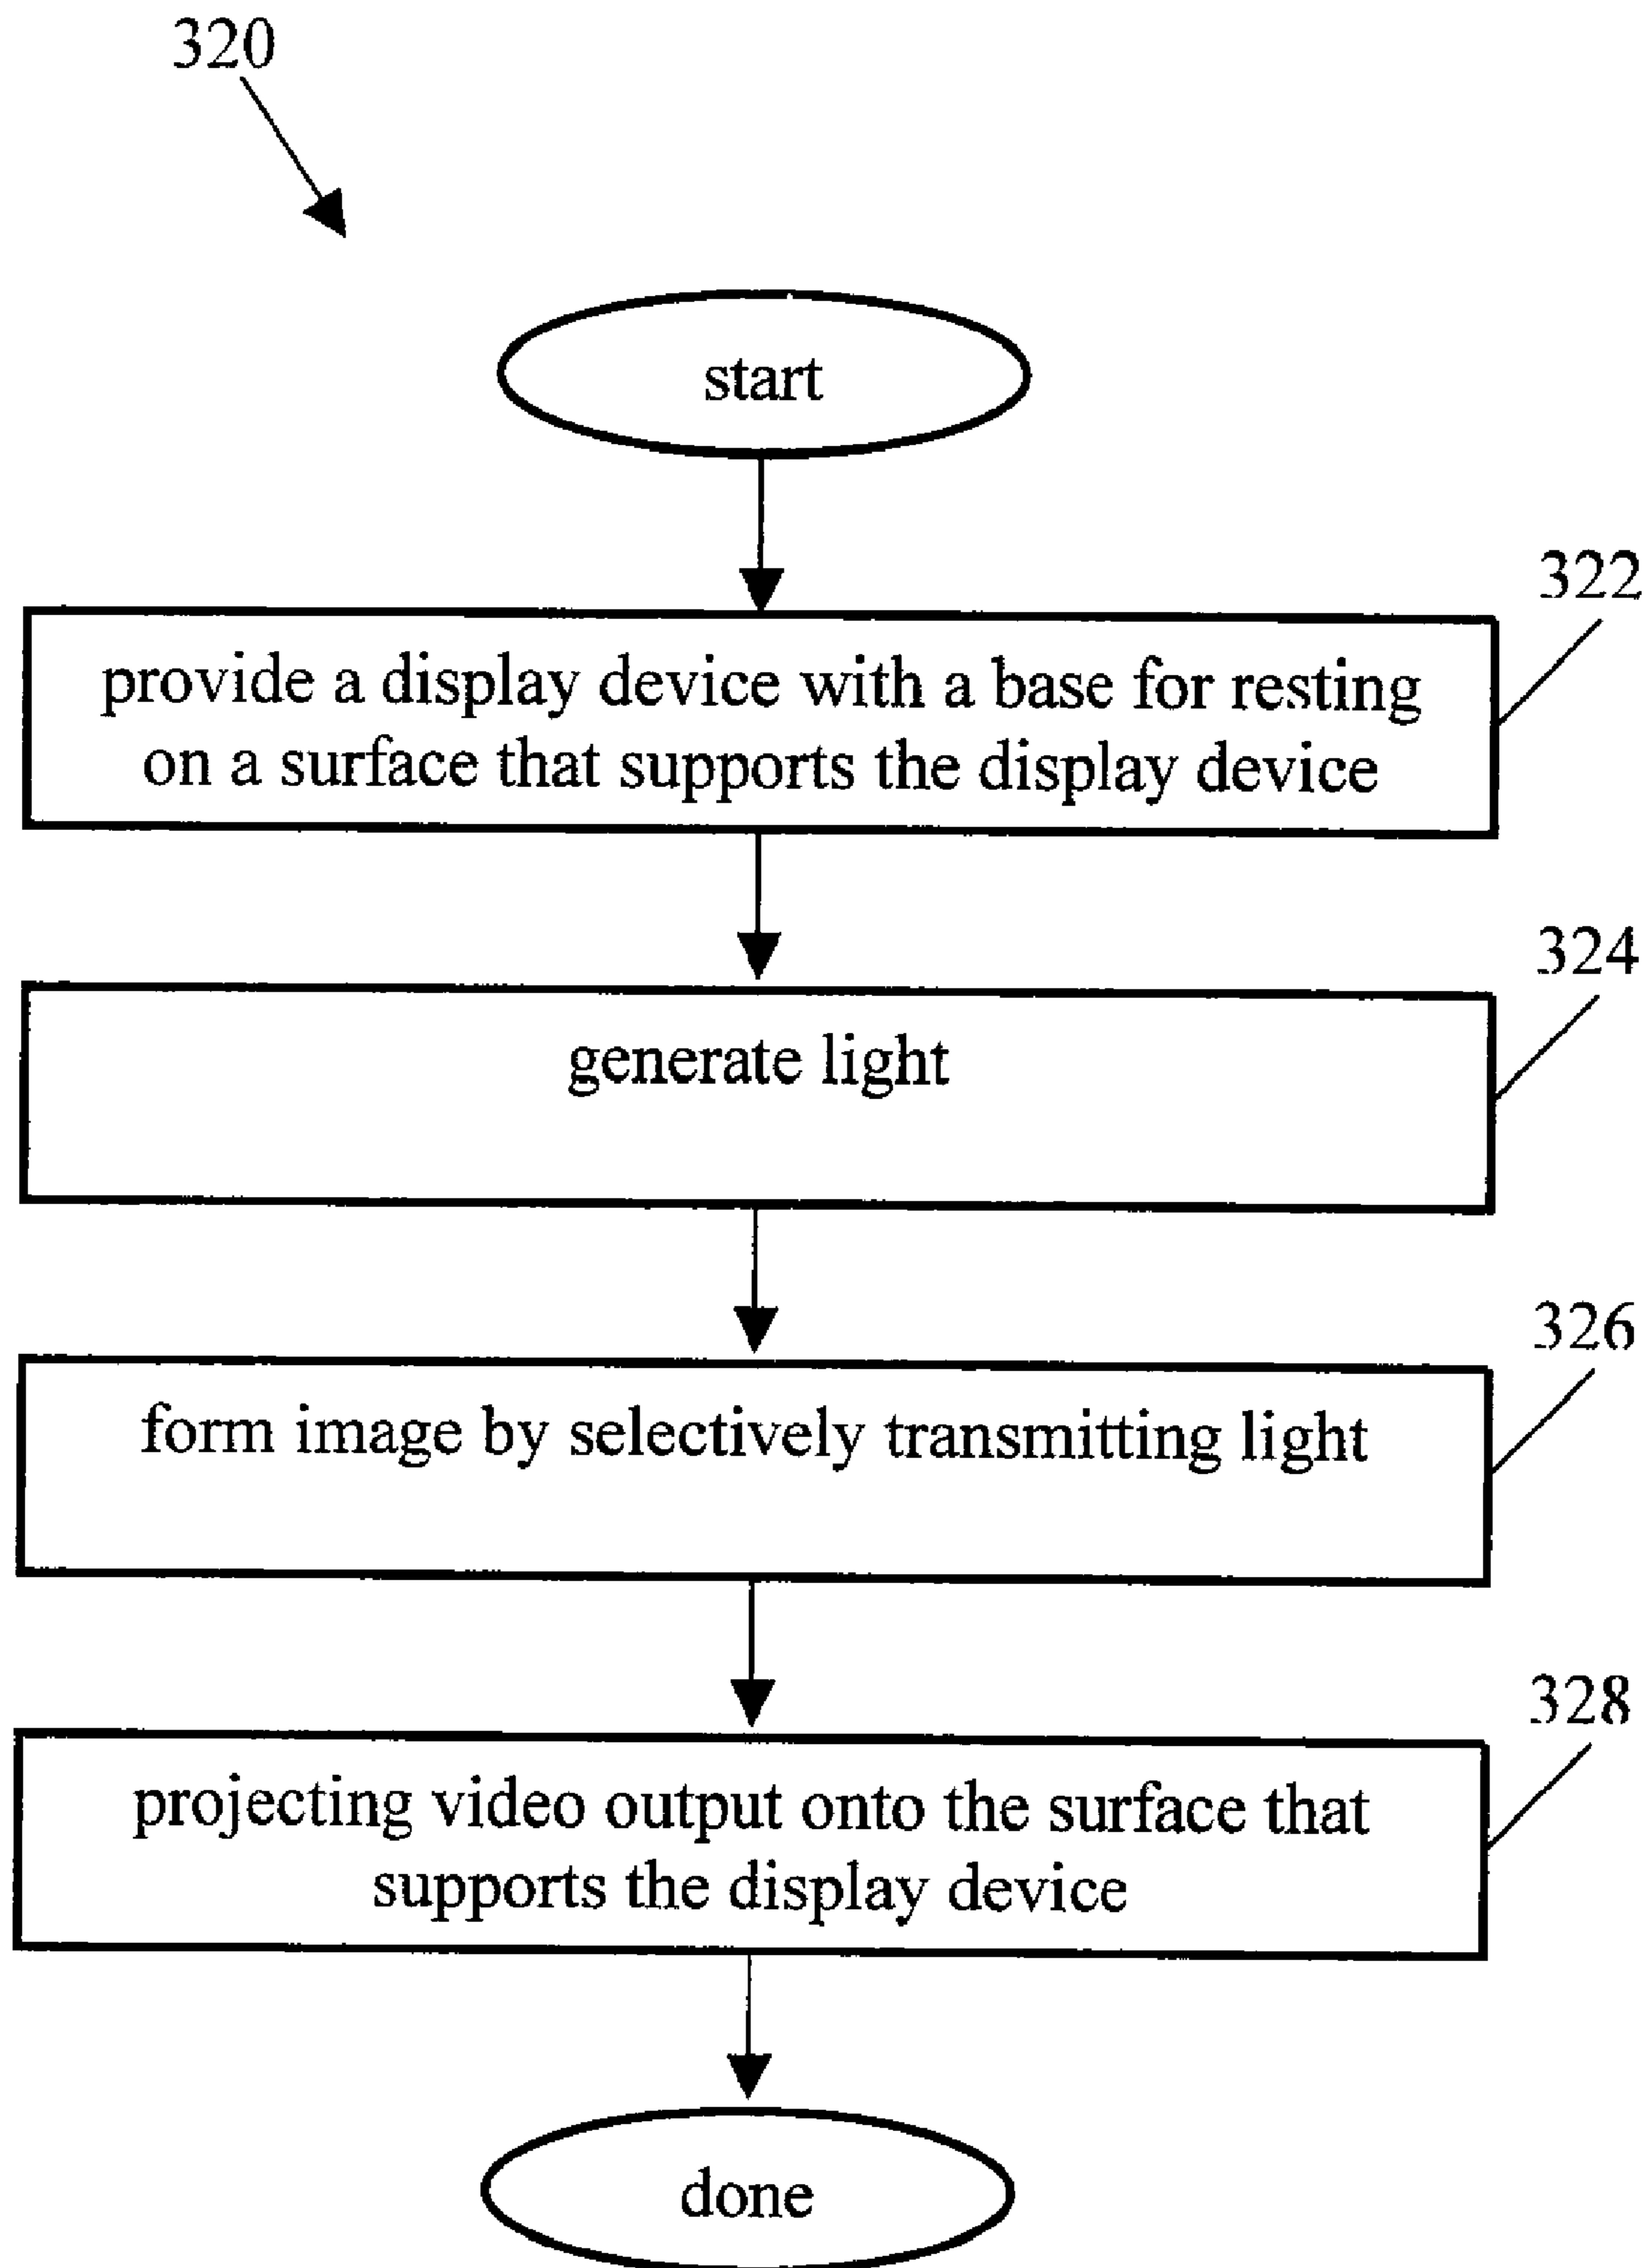 320
start
322
provide a display device with a base for resting
on a surface that supports the display device
324
generate light
326
form image by selectively transmitting light
328
projecting video output onto the surface that
supports the display device
done